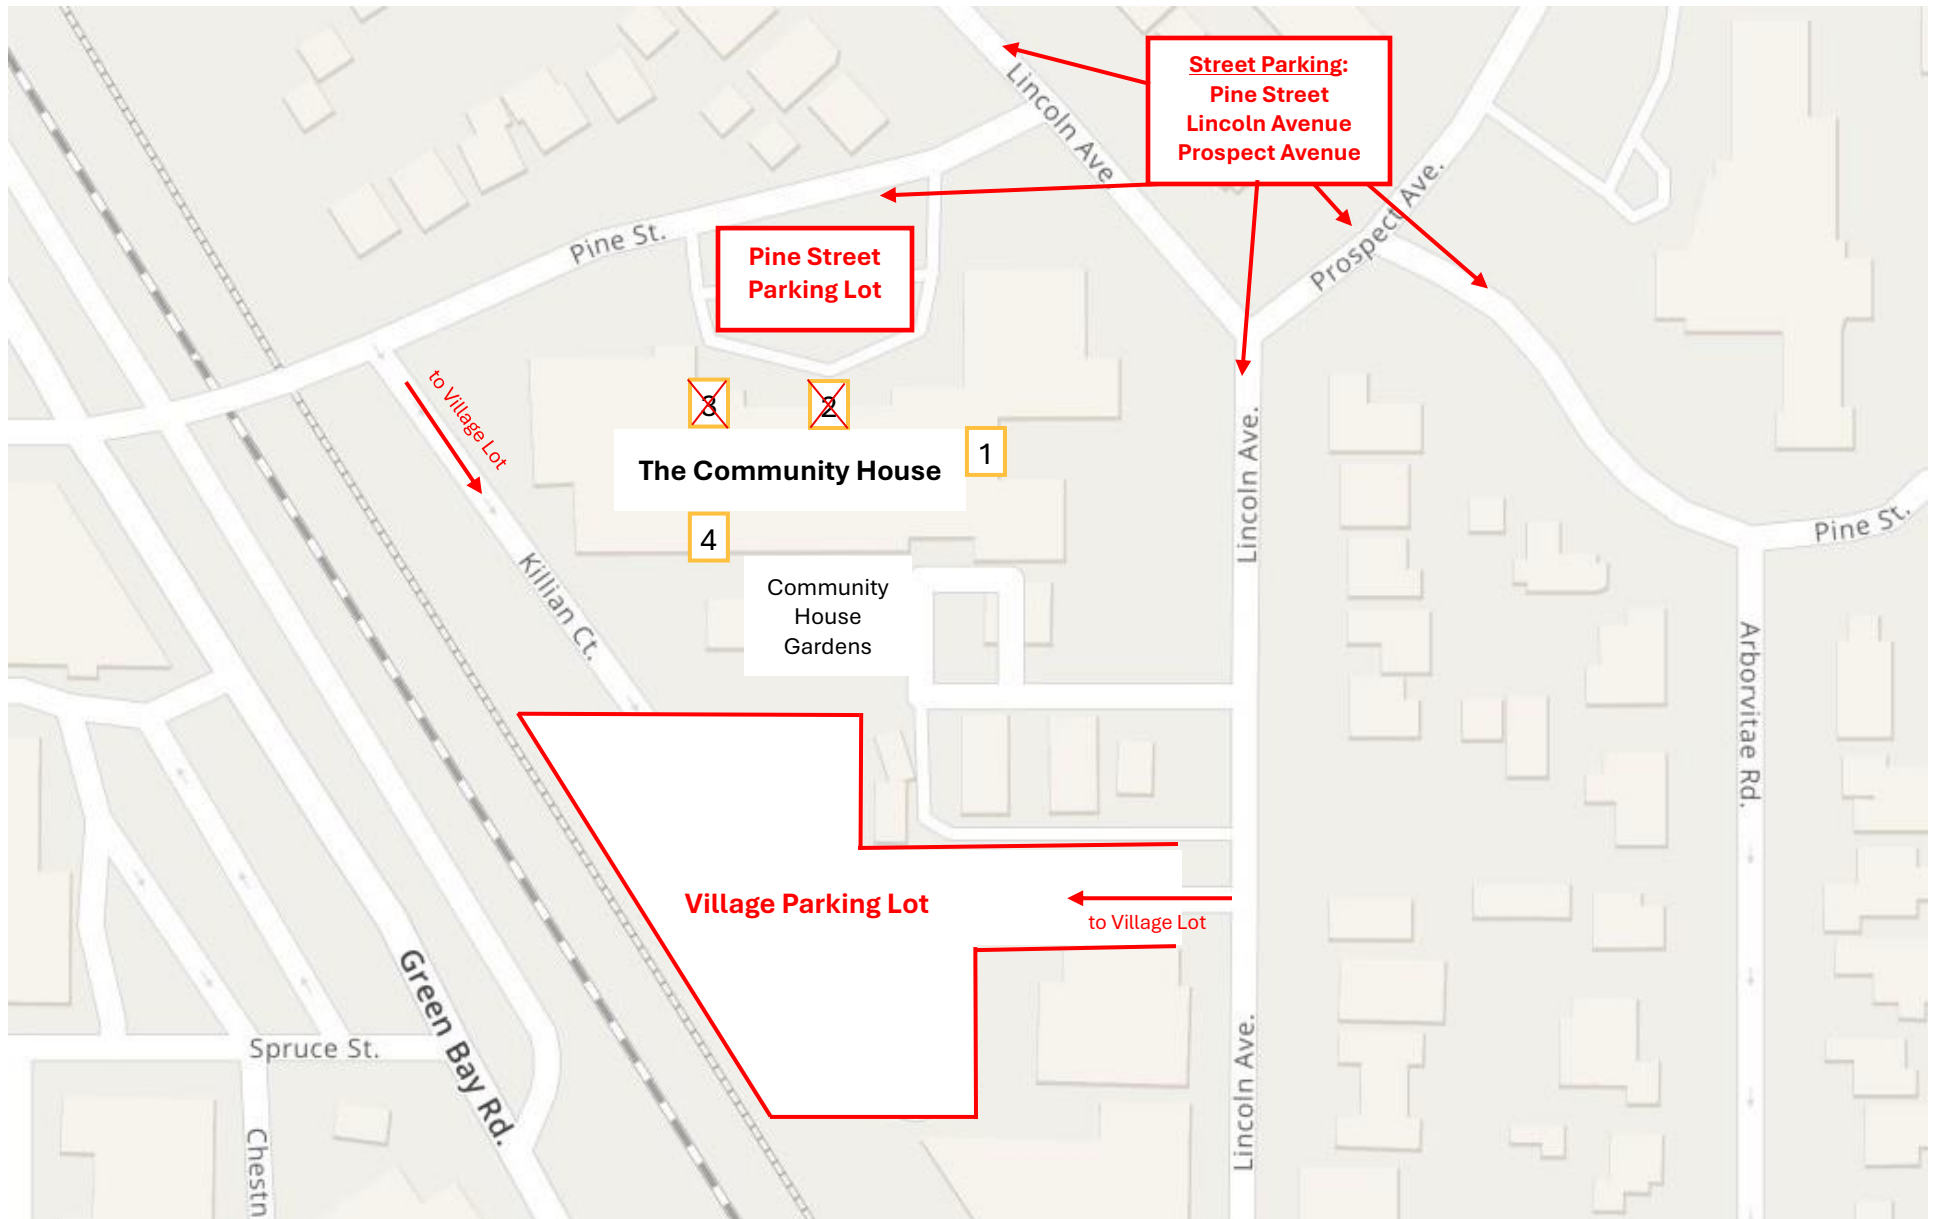 Street Parking:
Pine Street
Lincoln Avenue
Prospect Avenue
Lincoln Ave.
Prospect Ave.
Pine St.
Pine Street
Parking Lot
to Village Lot
3
2
1
The Community House
4
Lincoln Ave.
Pine St.
Killian Ct.
Community
House
Gardens
Arborvitae Rd.
Village Parking Lot
to Village Lot
Green Bay Rd.
Spruce St.
Lincoln Ave.
Chestn